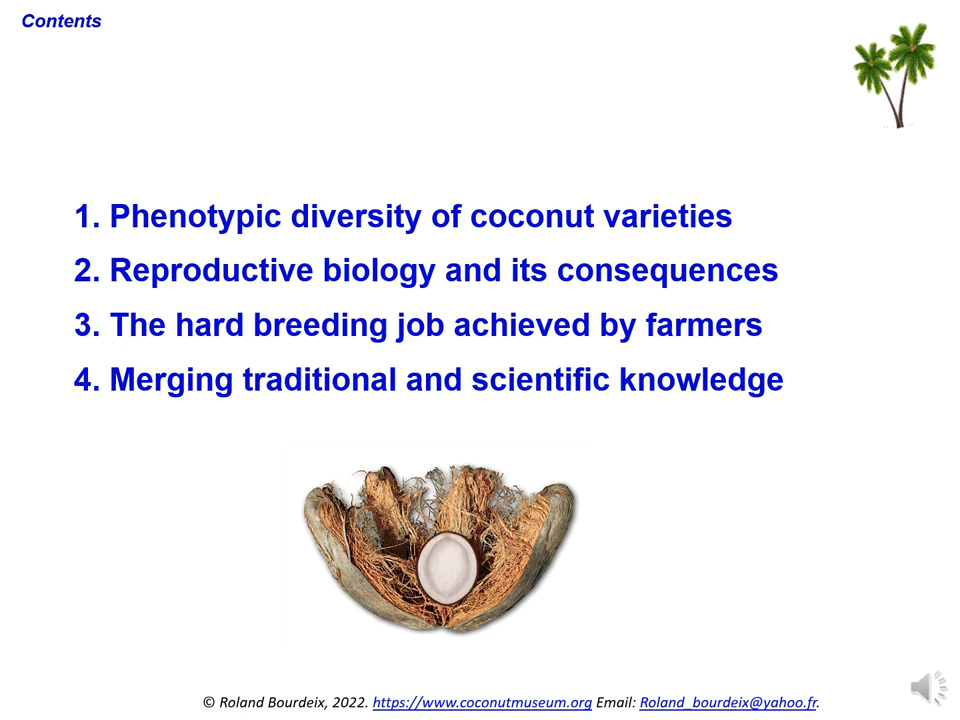 Contents
1. Phenotypic diversity of coconut varieties
2. Reproductive biology and its consequences
3. The hard breeding job achieved by farmers
4. Merging traditional and scientific knowledge
© Roland Bourdeix, 2022. https://www.coconutmuseum.org Email: Roland_bourdeix@yahoo.fr.